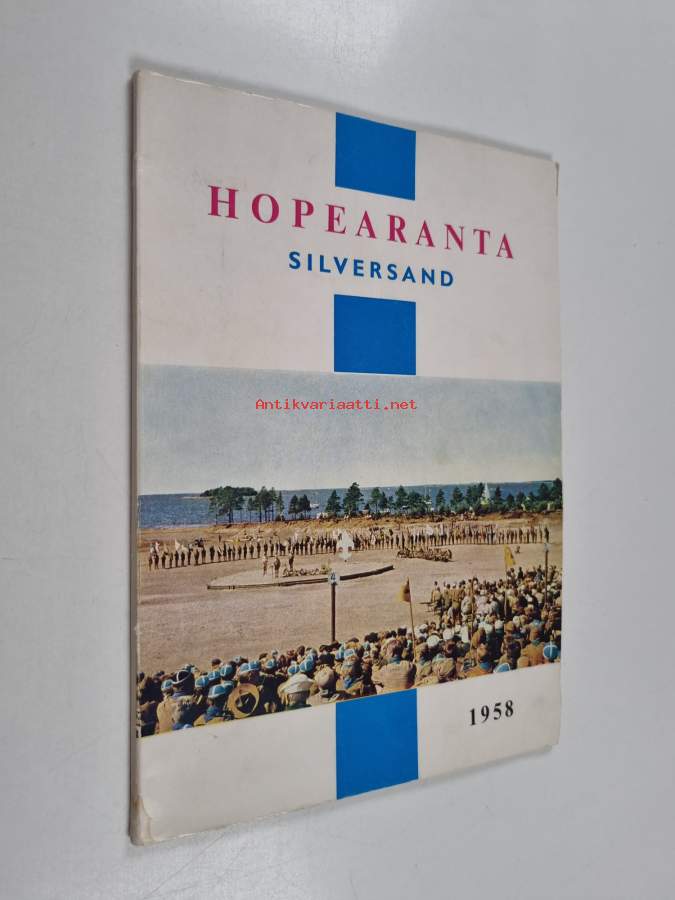 HOPEARANTA
SILVERSAND
Antikvariaatti.net
1958